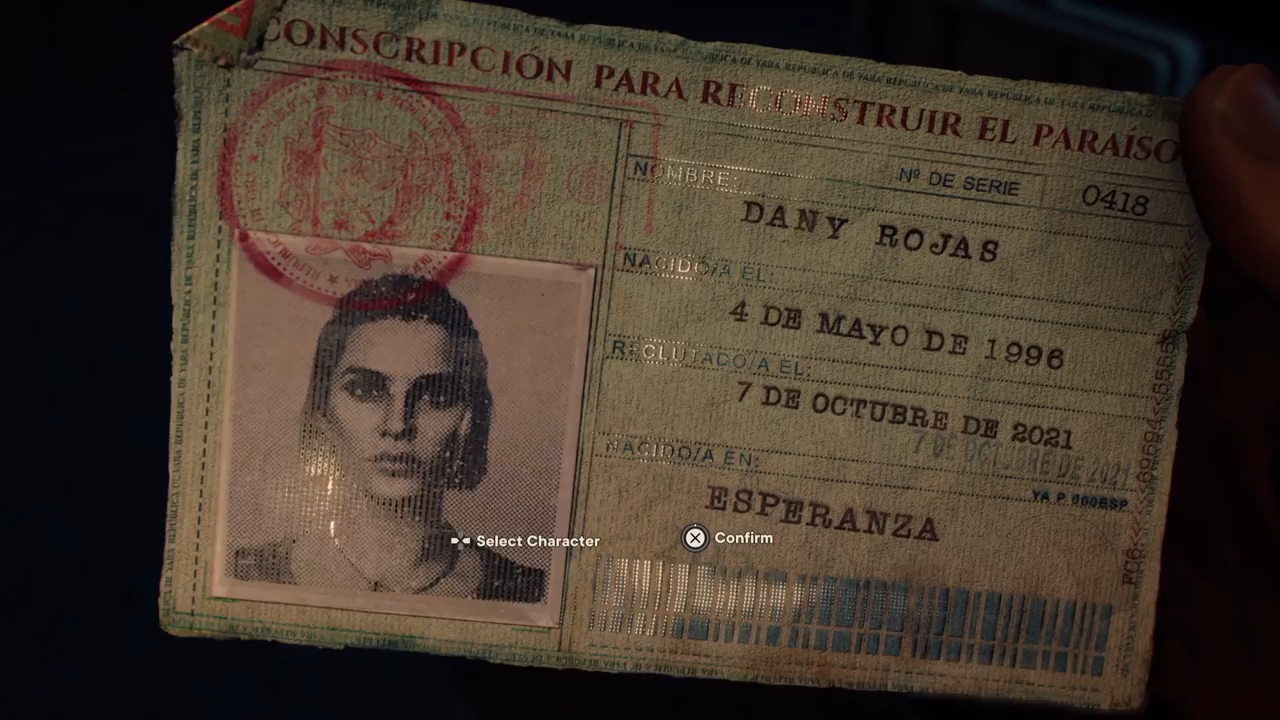 CONSCRIPCIÓN PARA RECONSTRUIR EL PARAÍSO
NOMBRE:
Nº DE SERIE
0418
DANY ROJAS
NACIDO/A EL:
4 DE MAYO DE 1996
RECLUTADO/A EL:
7 DE OCTUBRE DE 2021
7 DE OCTUBRE DE 2021
NACIDO/A EN:
YA P 000ESP
ESPERANZA
Select Character
Confirm